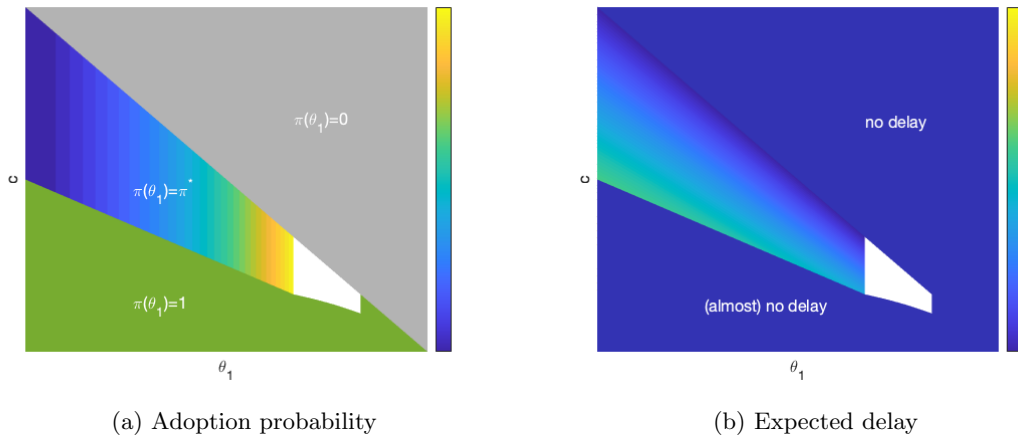 π(θ₁)=0
π(θ₁)=π*
π(θ₁)=1
c
θ₁
(a) Adoption probability
no delay
(almost) no delay
c
θ₁
(b) Expected delay